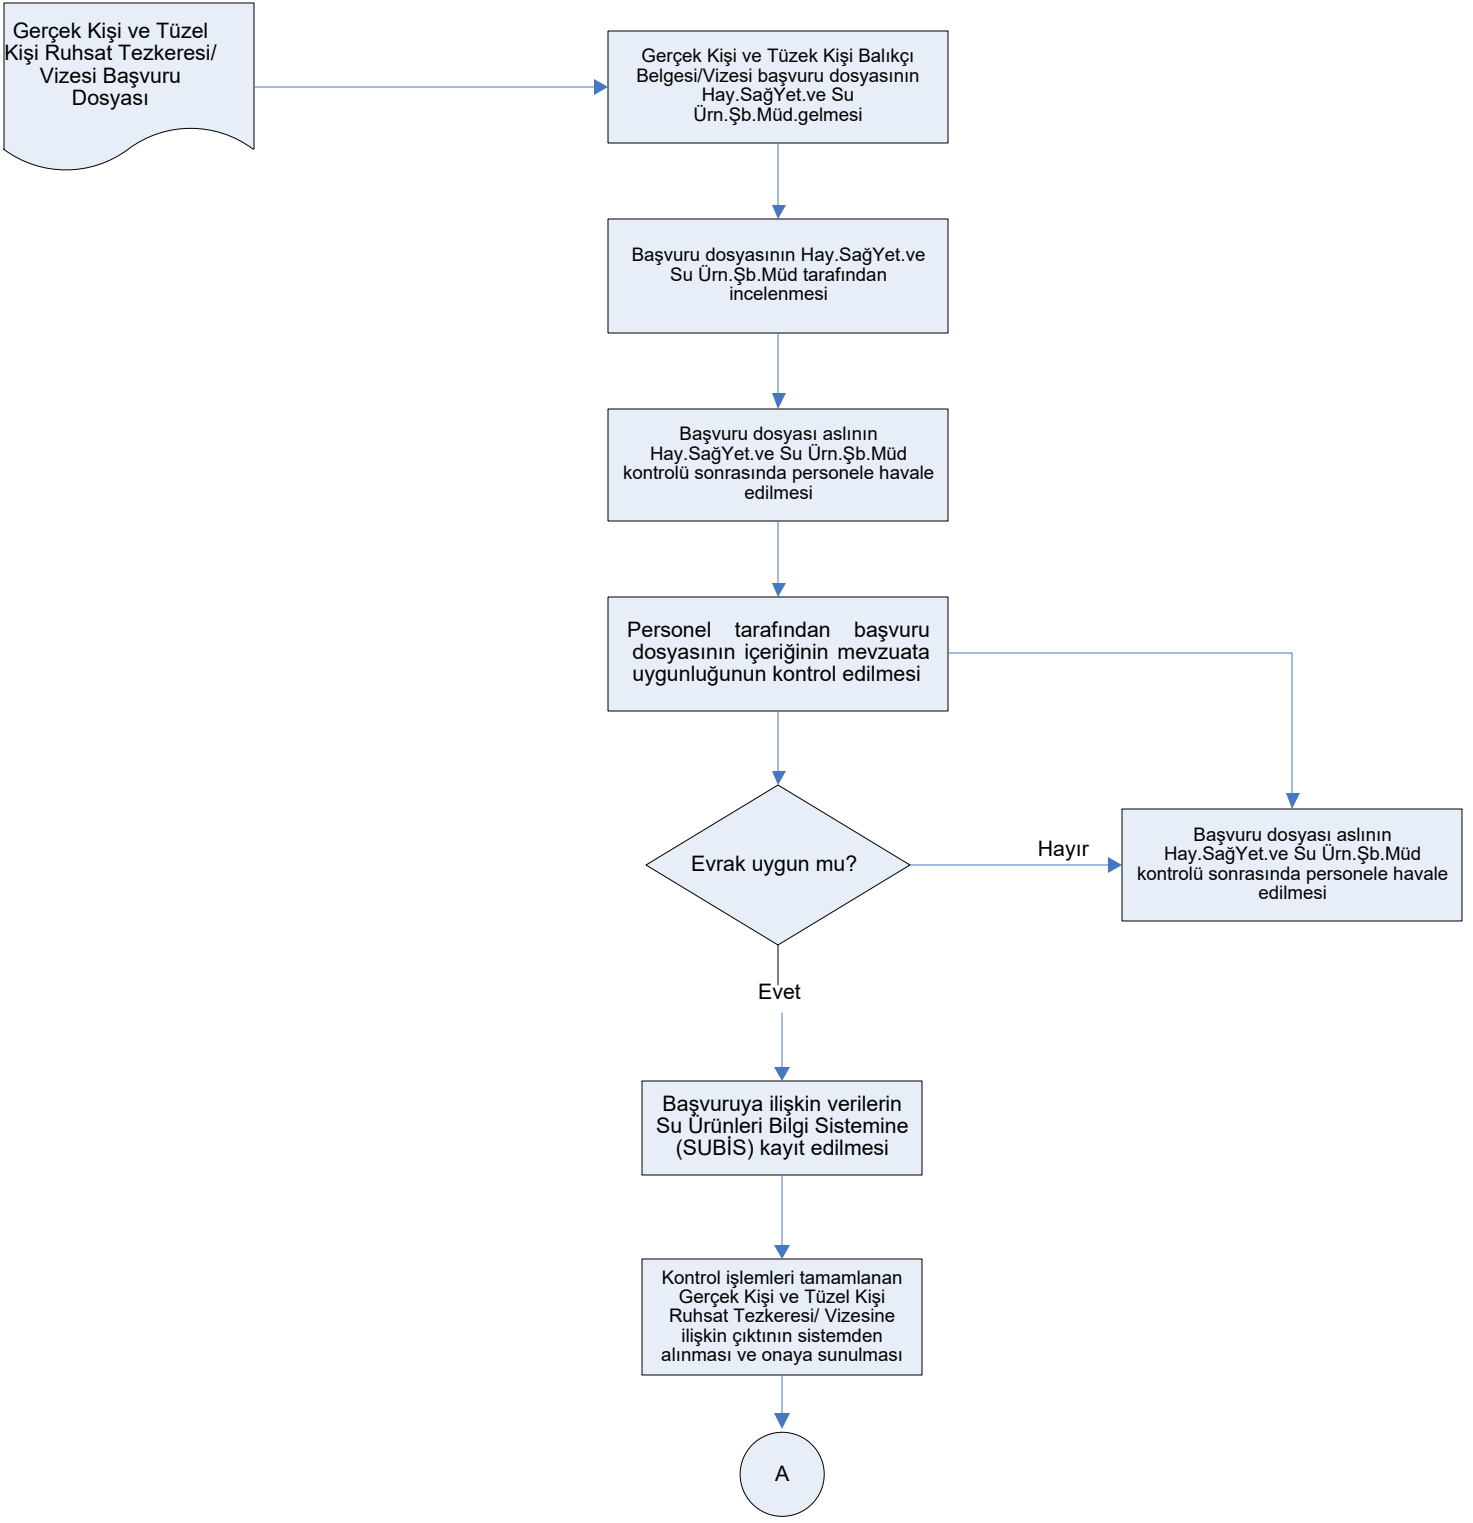 Gerçek Kişi ve Tüzel
Kişi Ruhsat Tezkeresi/
Vizesi Başvuru
Dosyası
Gerçek Kişi ve Tüzek Kişi Balıkçı
Belgesi/Vizesi başvuru dosyasının
Hay.SağYet.ve Su
Ürn.Şb.Müd.gelmesi
Başvuru dosyasının Hay.SağYet.ve
Su Ürn.Şb.Müd tarafından
incelenmesi
Başvuru dosyası aslının
Hay.SağYet.ve Su Ürn.Şb.Müd
kontrolü sonrasında personele havale
edilmesi
Personel tarafından başvuru
dosyasının içeriğinin mevzuata
uygunluğunun kontrol edilmesi
Evrak uygun mu?
Hayır
Başvuru dosyası aslının
Hay.SağYet.ve Su Ürn.Şb.Müd
kontrolü sonrasında personele havale
edilmesi
Evet
Başvuruya ilişkin verilerin
Su Ürünleri Bilgi Sistemine
(SUBİS) kayıt edilmesi
Kontrol işlemleri tamamlanan
Gerçek Kişi ve Tüzel Kişi
Ruhsat Tezkeresi/ Vizesine
ilişkin çıktının sistemden
alınması ve onaya sunulması
A